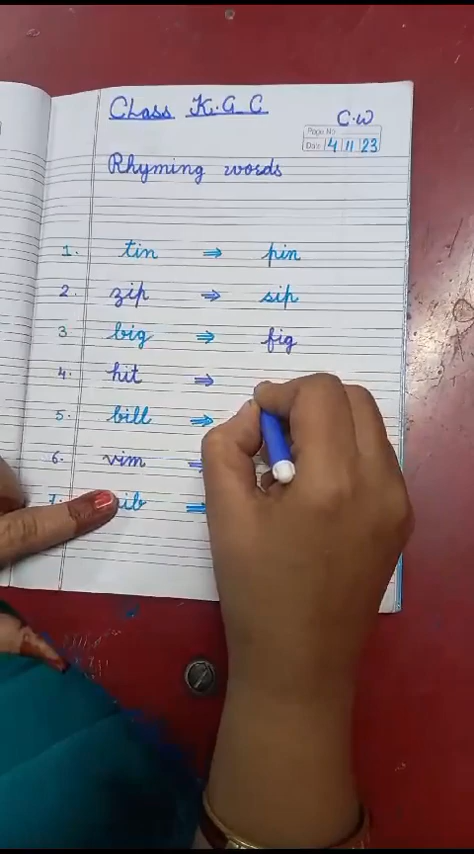 Class K.G C
C.W
Page No
Date 4 11 23
Rhyming words
1. tin ⇒ pin
2. zip ⇒ sip
3 big ⇒ fig
4. hit ⇒
5. bill ⇒
6. vim ⇒
7. ⇒